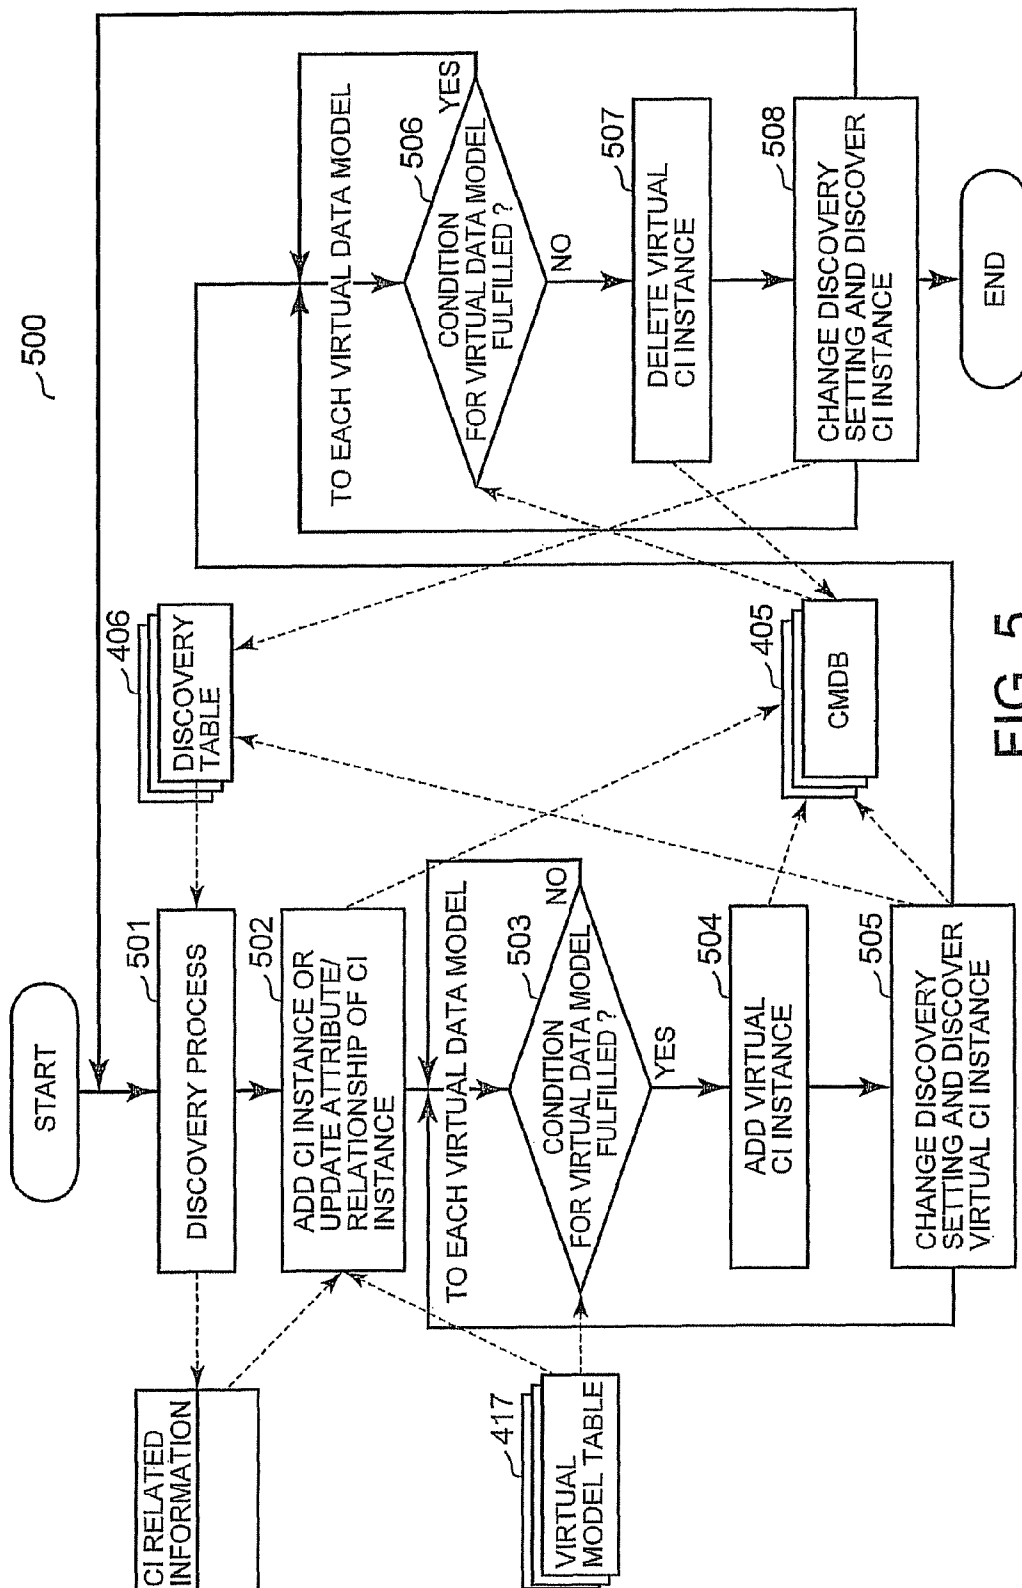 500
START
501
DISCOVERY PROCESS
502
ADD CI INSTANCE OR
UPDATE ATTRIBUTE/
RELATIONSHIP OF CI
INSTANCE
TO EACH VIRTUAL DATA MODEL
503
CONDITION
FOR VIRTUAL DATA MODEL
FULFILLED ?
NO
YES
504
ADD VIRTUAL
CI INSTANCE
505
CHANGE DISCOVERY
SETTING AND DISCOVER
VIRTUAL CI INSTANCE
CI RELATED
INFORMATION
417
VIRTUAL
MODEL TABLE
406
DISCOVERY
TABLE
405
CMDB
TO EACH VIRTUAL DATA MODEL
506
CONDITION
FOR VIRTUAL DATA MODEL
FULFILLED ?
YES
NO
507
DELETE VIRTUAL
CI INSTANCE
508
CHANGE DISCOVERY
SETTING AND DISCOVER
CI INSTANCE
END
FIG. 5